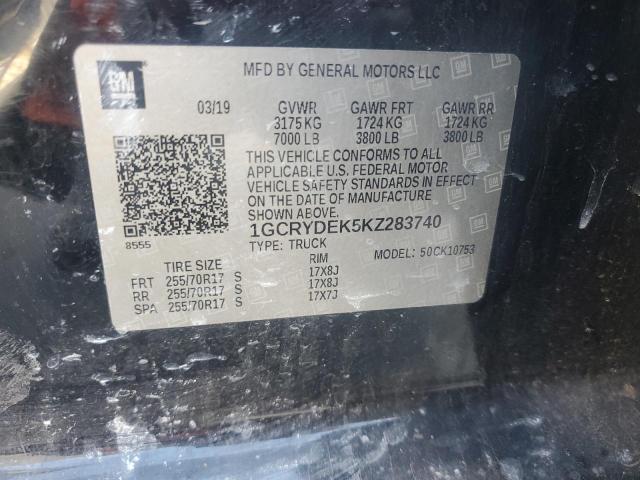 GM
MFD BY GENERAL MOTORS LLC
03/19 GVWR GAWR FRT GAWR RR
3175 KG 1724 KG 1724 KG
7000 LB 3800 LB 3800 LB
THIS VEHICLE CONFORMS TO ALL
APPLICABLE U.S. FEDERAL MOTOR
VEHICLE SAFETY STANDARDS IN EFFECT
ON THE DATE OF MANUFACTURE
SHOWN ABOVE.
1GCRYDEK5KZ283740
8555
TYPE: TRUCK MODEL: 50CK10753
TIRE SIZE RIM
FRT 255/70R17 S 17X8J
RR 255/70R17 S 17X8J
SPA 255/70R17 S 17X7J